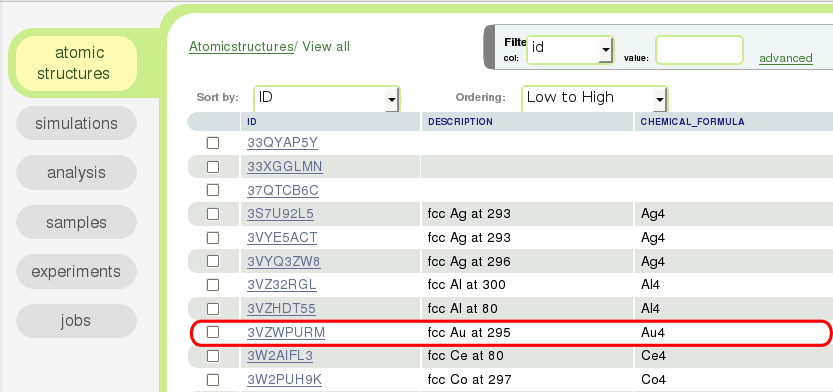 atomic
structures
simulations
analysis
samples
experiments
jobs
Atomicstructures/ View all
Filte
col: id value: advanced
Sort by: ID Ordering: Low to High
ID DESCRIPTION CHEMICAL_FORMULA
33QYAP5Y
33XGGLMN
37QTCB6C
3S7U92L5 fcc Ag at 293 Ag4
3VYE5ACT fcc Ag at 293 Ag4
3VYQ3ZW8 fcc Ag at 296 Ag4
3VZ32RGL fcc Al at 300 Al4
3VZHDT55 fcc Al at 80 Al4
3VZWPURM fcc Au at 295 Au4
3W2AIFL3 fcc Ce at 80 Ce4
3W2PUH9K fcc Co at 297 Co4